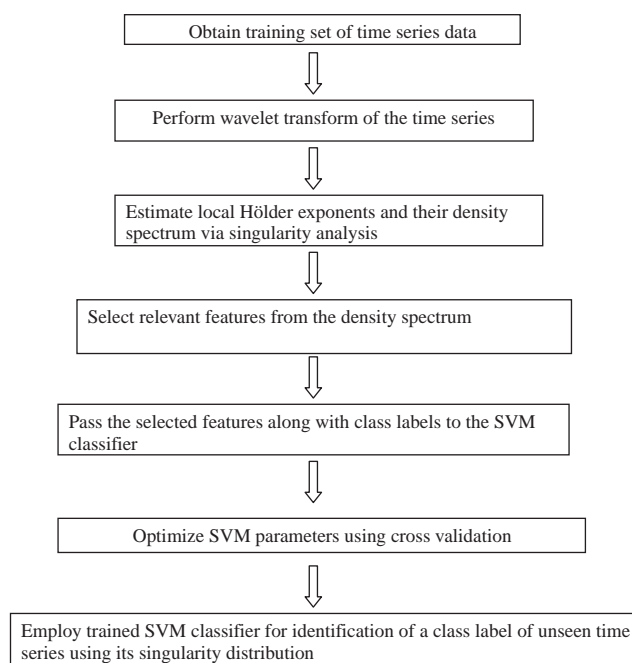 Obtain training set of time series data
Perform wavelet transform of the time series
Estimate local Hölder exponents and their density
spectrum via singularity analysis
Select relevant features from the density spectrum
Pass the selected features along with class labels to the SVM
classifier
Optimize SVM parameters using cross validation
Employ trained SVM classifier for identification of a class label of unseen time
series using its singularity distribution